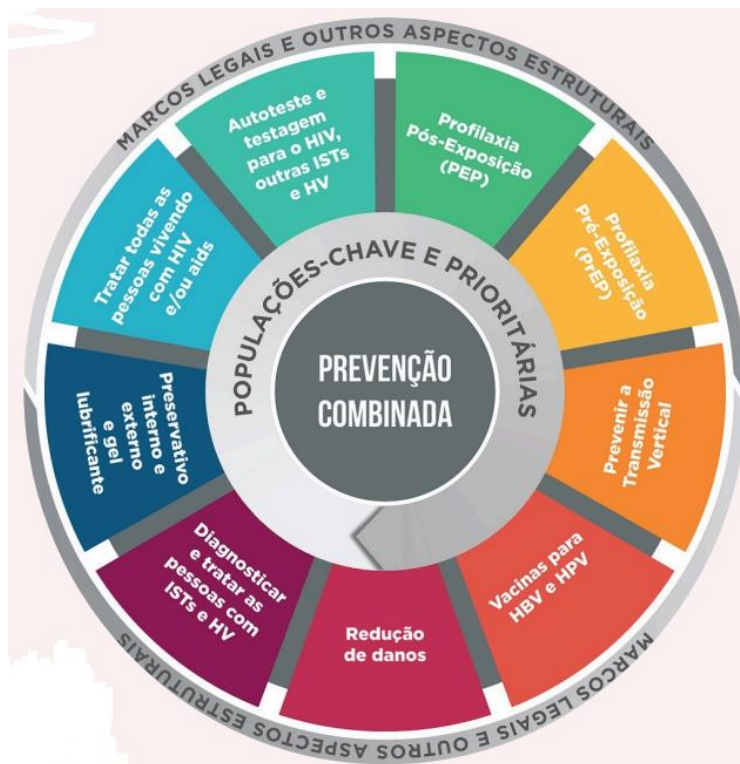 MARCOS LEGAIS E OUTROS ASPECTOS ESTRUTURAIS
Autoteste e
testagem
para o HIV,
outras ISTs
e HV
Profilaxia
Pós-Exposição
(PEP)
Profilaxia
Pré-Exposição
(PrEP)
Prevenir a
Transmissão
Vertical
Vacinas para
HBV e HPV
Redução
de danos
Diagnosticar
e tratar as
pessoas com
ISTs e HV
Preservativo
interno e
externo
e gel
lubrificante
Tratar todas as
pessoas vivendo
com HIV
e/ou aids
POPULAÇÕES-CHAVE E PRIORITÁRIAS
PREVENÇÃO
COMBINADA
MARCOS LEGAIS E OUTROS ASPECTOS ESTRUTURAIS